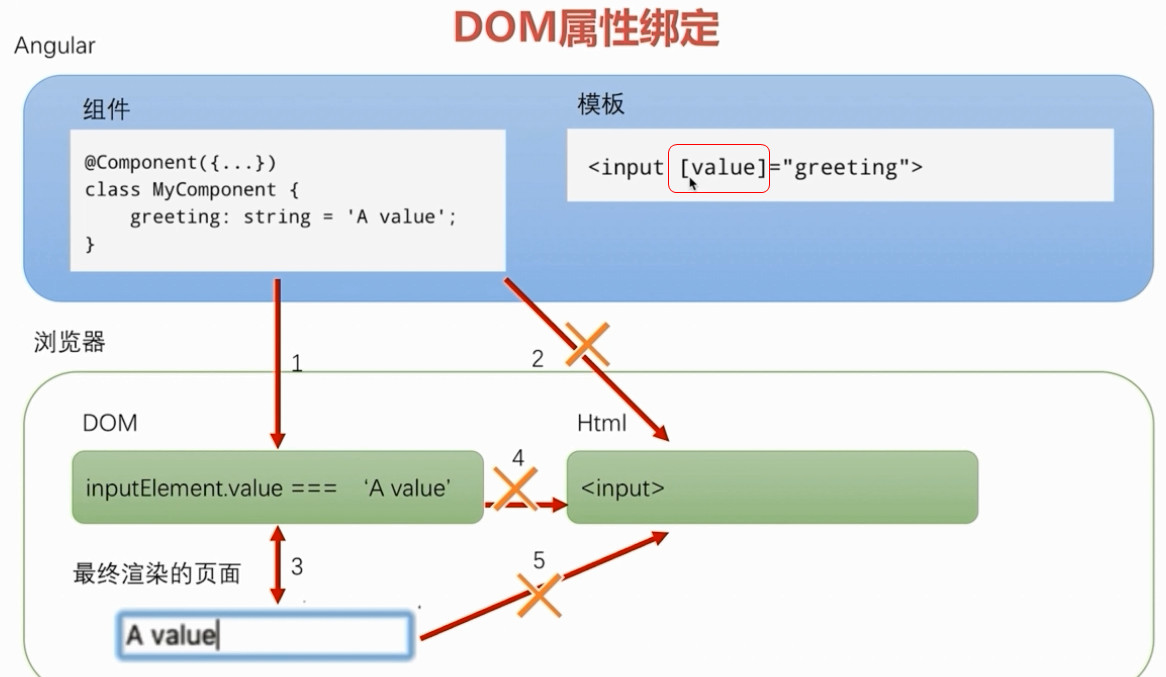 DOM属性绑定
Angular
组件
模板
@Component({...})
class MyComponent {
greeting: string = 'A value';
}
<input [value]="greeting">
浏览器
1
2
DOM
Html
inputElement.value === ‘A value’
4
<input>
最终渲染的页面
3
5
A value